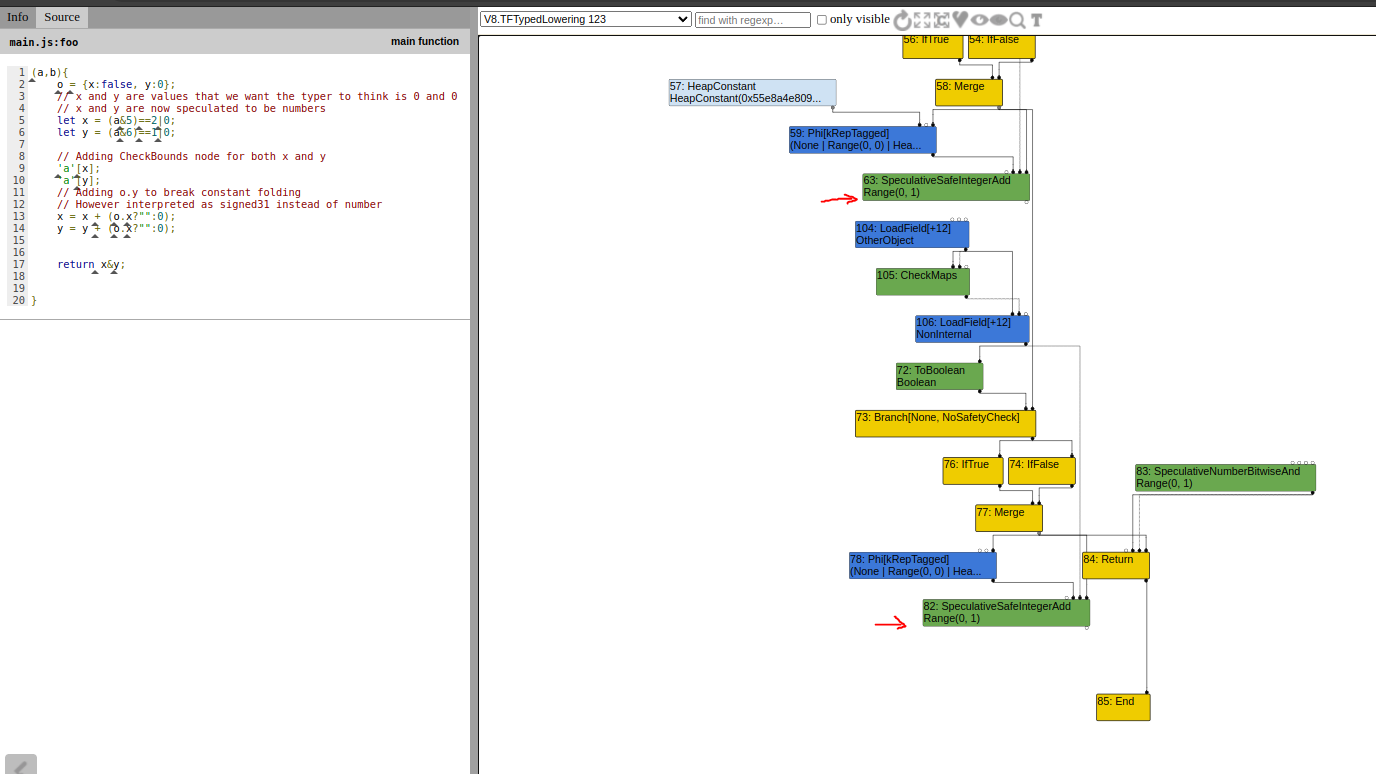 Info Source
main.js:foo main function
1 (a,b){
2 o = {x:false, y:0};
3 // x and y are values that we want the typer to think is 0 and 0
4 // x and y are now speculated to be numbers
5 let x = (a&5)==2|0;
6 let y = (a&6)==1|0;
7
8 // Adding CheckBounds node for both x and y
9 'a'[x];
10 'a'[y];
11 // Adding o.y to break constant folding
12 // However interpreted as signed31 instead of number
13 x = x + (o.x?"":0);
14 y = y + (o.x?"":0);
15
16
17 return x&y;
18
19
20 }
V8.TFTypedLowering 123
find with regexp...
only visible
T
56: IfTrue
54: IfFalse
57: HeapConstant
HeapConstant(0x55e8a4e809...
58: Merge
59: Phi[kRepTagged]
(None | Range(0, 0) | Hea...
63: SpeculativeSafeIntegerAdd
Range(0, 1)
104: LoadField[+12]
OtherObject
105: CheckMaps
106: LoadField[+12]
NonInternal
72: ToBoolean
Boolean
73: Branch[None, NoSafetyCheck]
76: IfTrue
74: IfFalse
83: SpeculativeNumberBitwiseAnd
Range(0, 1)
77: Merge
78: Phi[kRepTagged]
(None | Range(0, 0) | Hea...
84: Return
82: SpeculativeSafeIntegerAdd
Range(0, 1)
85: End